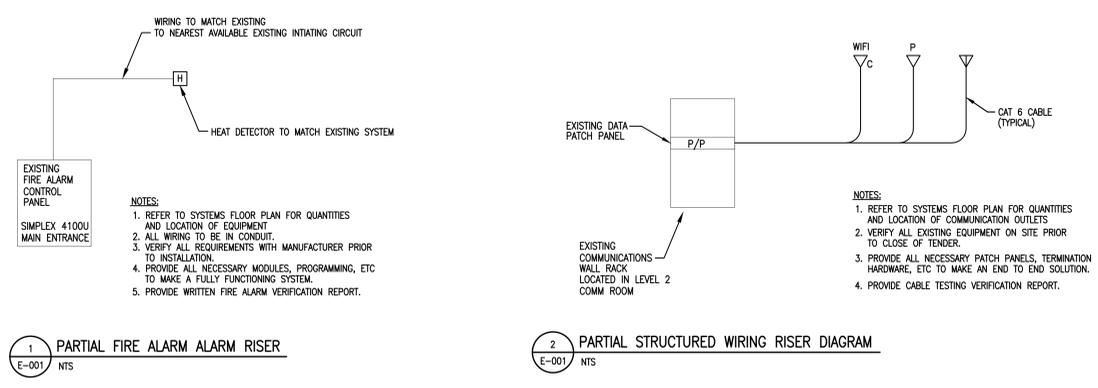 WIRING TO MATCH EXISTING
TO NEAREST AVAILABLE EXISTING INTIATING CIRCUIT
H
HEAT DETECTOR TO MATCH EXISTING SYSTEM
EXISTING
FIRE ALARM
CONTROL
PANEL
SIMPLEX 4100U
MAIN ENTRANCE
NOTES:
1. REFER TO SYSTEMS FLOOR PLAN FOR QUANTITIES
AND LOCATION OF EQUIPMENT
2. ALL WIRING TO BE IN CONDUIT.
3. VERIFY ALL REQUIREMENTS WITH MANUFACTURER PRIOR
TO INSTALLATION.
4. PROVIDE ALL NECESSARY MODULES, PROGRAMMING, ETC
TO MAKE A FULLY FUNCTIONING SYSTEM.
5. PROVIDE WRITTEN FIRE ALARM VERIFICATION REPORT.
1
E-001
PARTIAL FIRE ALARM ALARM RISER
NTS
WIFI
C
P
CAT 6 CABLE
(TYPICAL)
EXISTING DATA
PATCH PANEL
P/P
EXISTING
COMMUNICATIONS
WALL RACK
LOCATED IN LEVEL 2
COMM ROOM
NOTES:
1. REFER TO SYSTEMS FLOOR PLAN FOR QUANTITIES
AND LOCATION OF COMMUNICATION OUTLETS
2. VERIFY ALL EXISTING EQUIPMENT ON SITE PRIOR
TO CLOSE OF TENDER.
3. PROVIDE ALL NECESSARY PATCH PANELS, TERMINATION
HARDWARE, ETC TO MAKE AN END TO END SOLUTION.
4. PROVIDE CABLE TESTING VERIFICATION REPORT.
2
E-001
PARTIAL STRUCTURED WIRING RISER DIAGRAM
NTS